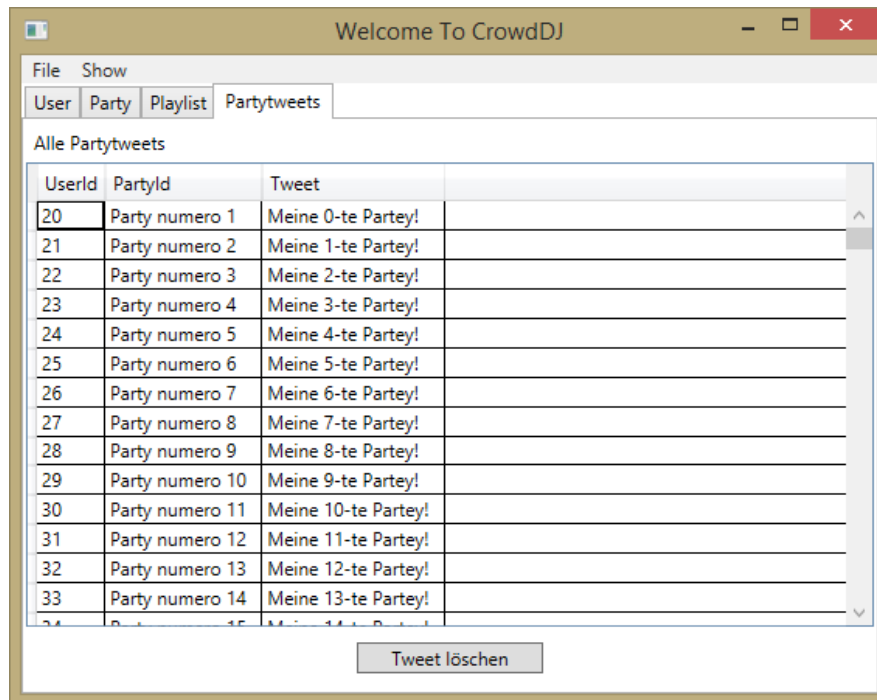 Welcome To CrowdDJ
File Show
User Party Playlist Partytweets
Alle Partytweets
UserId PartyId Tweet
20 Party numero 1 Meine 0-te Partey!
21 Party numero 2 Meine 1-te Partey!
22 Party numero 3 Meine 2-te Partey!
23 Party numero 4 Meine 3-te Partey!
24 Party numero 5 Meine 4-te Partey!
25 Party numero 6 Meine 5-te Partey!
26 Party numero 7 Meine 6-te Partey!
27 Party numero 8 Meine 7-te Partey!
28 Party numero 9 Meine 8-te Partey!
29 Party numero 10 Meine 9-te Partey!
30 Party numero 11 Meine 10-te Partey!
31 Party numero 12 Meine 11-te Partey!
32 Party numero 13 Meine 12-te Partey!
33 Party numero 14 Meine 13-te Partey!
Tweet löschen